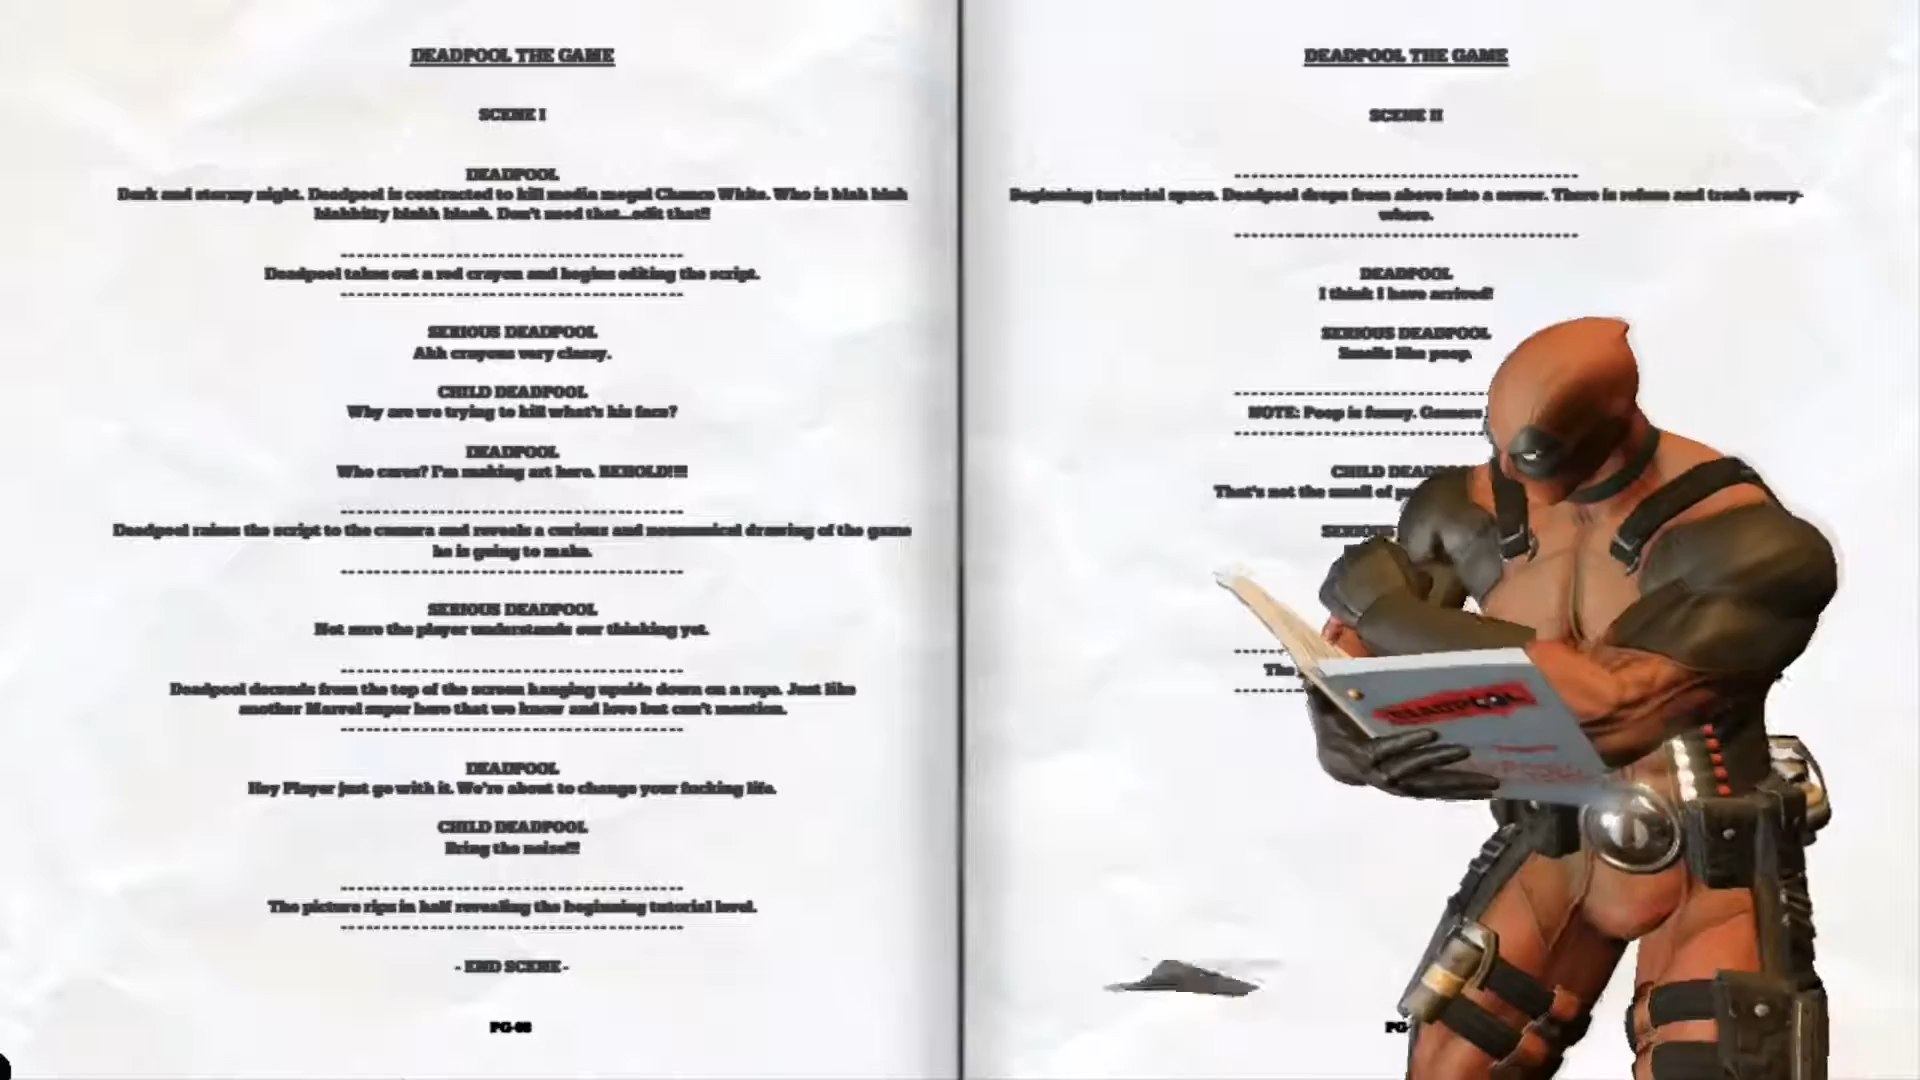 DEADPOOL THE GAME
SCENE I
DEADPOOL
Dark and stormy night. Deadpool is contracted to kill media mogul Chance White. Who is blah blah
blahbitty blahh blaah. Don't need that...edit that!!
Deadpool takes out a red crayon and begins editing the script.
SERIOUS DEADPOOL
Ahh crayons very classy.
CHILD DEADPOOL
Why are we trying to kill what's his face?
DEADPOOL
Who cares? I'm making art here. BEHOLD!!!!
Deadpool raises the script to the camera and reveals a curious and nonsensical drawing of the game
he is going to make.
SERIOUS DEADPOOL
Not sure the player understands our thinking yet.
Deadpool decends from the top of the screen hanging upside down on a rope. Just like
another Marvel super hero that we know and love but can't mention.
DEADPOOL
Hey Player just go with it. We're about to change your fucking life.
CHILD DEADPOOL
Bring the noise!!!
The picture rips in half revealing the beginning tutorial level.
- END SCENE -
PG-08
DEADPOOL THE GAME
SCENE II
Beginning turtorial space. Deadpool drops from above into a sewer. There is refuse and trash every-
where.
DEADPOOL
I think I have arrived!
SERIOUS DEADPOOL
Smells like poop.
NOTE: Poop is funny. Gamers
CHILD
That's not the smell of
SERIOUS
The
DEADPOOL
PG-